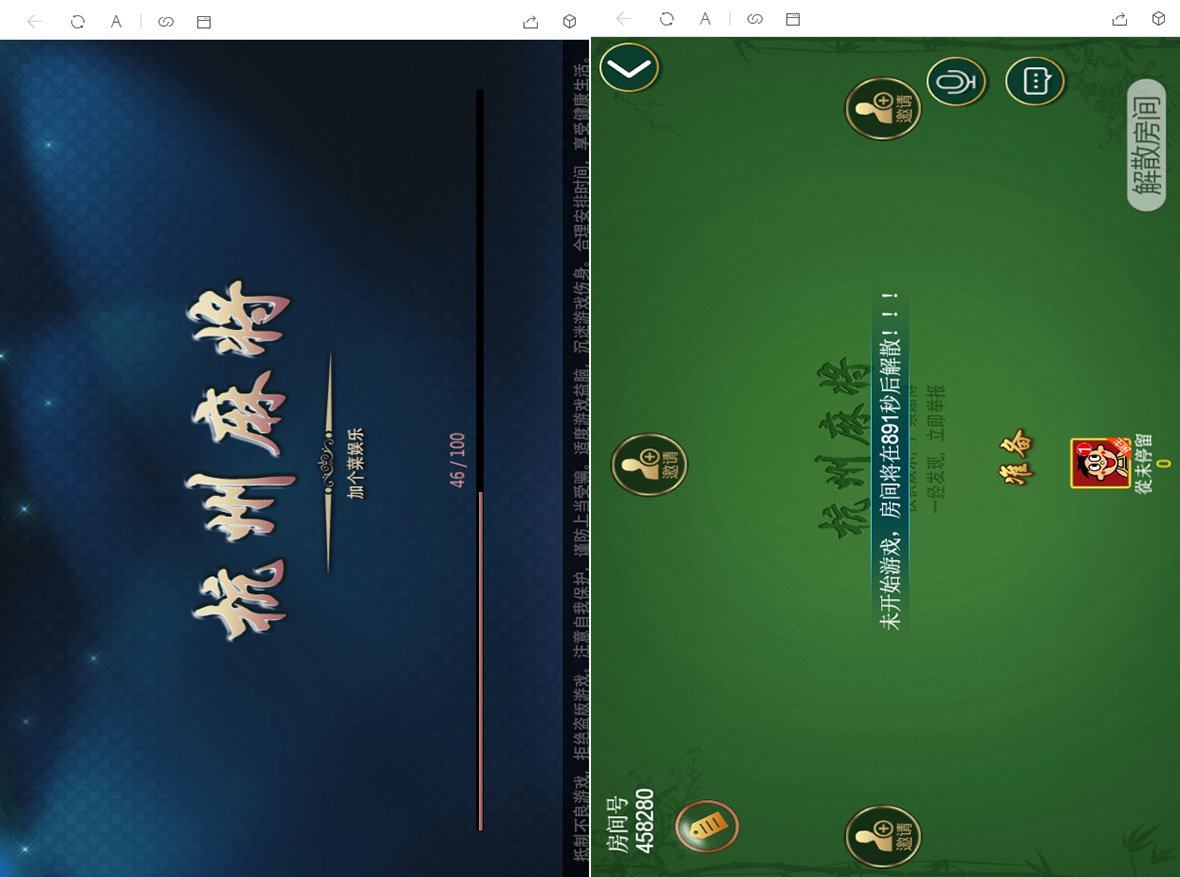 A
杭州麻将
加个菜娱乐
46 / 100
抵制不良游戏,拒绝盗版游戏。注意自我保护,谨防上当受骗。适度游戏益脑,沉迷游戏伤身。合理安排时间,享受健康生活。
A
房间号
458280
邀请
邀请
邀请
杭州麻将
未开始游戏,房间将在891秒后解散!!!
一经发现,立即举报
准备
從未停留
0
解散房间